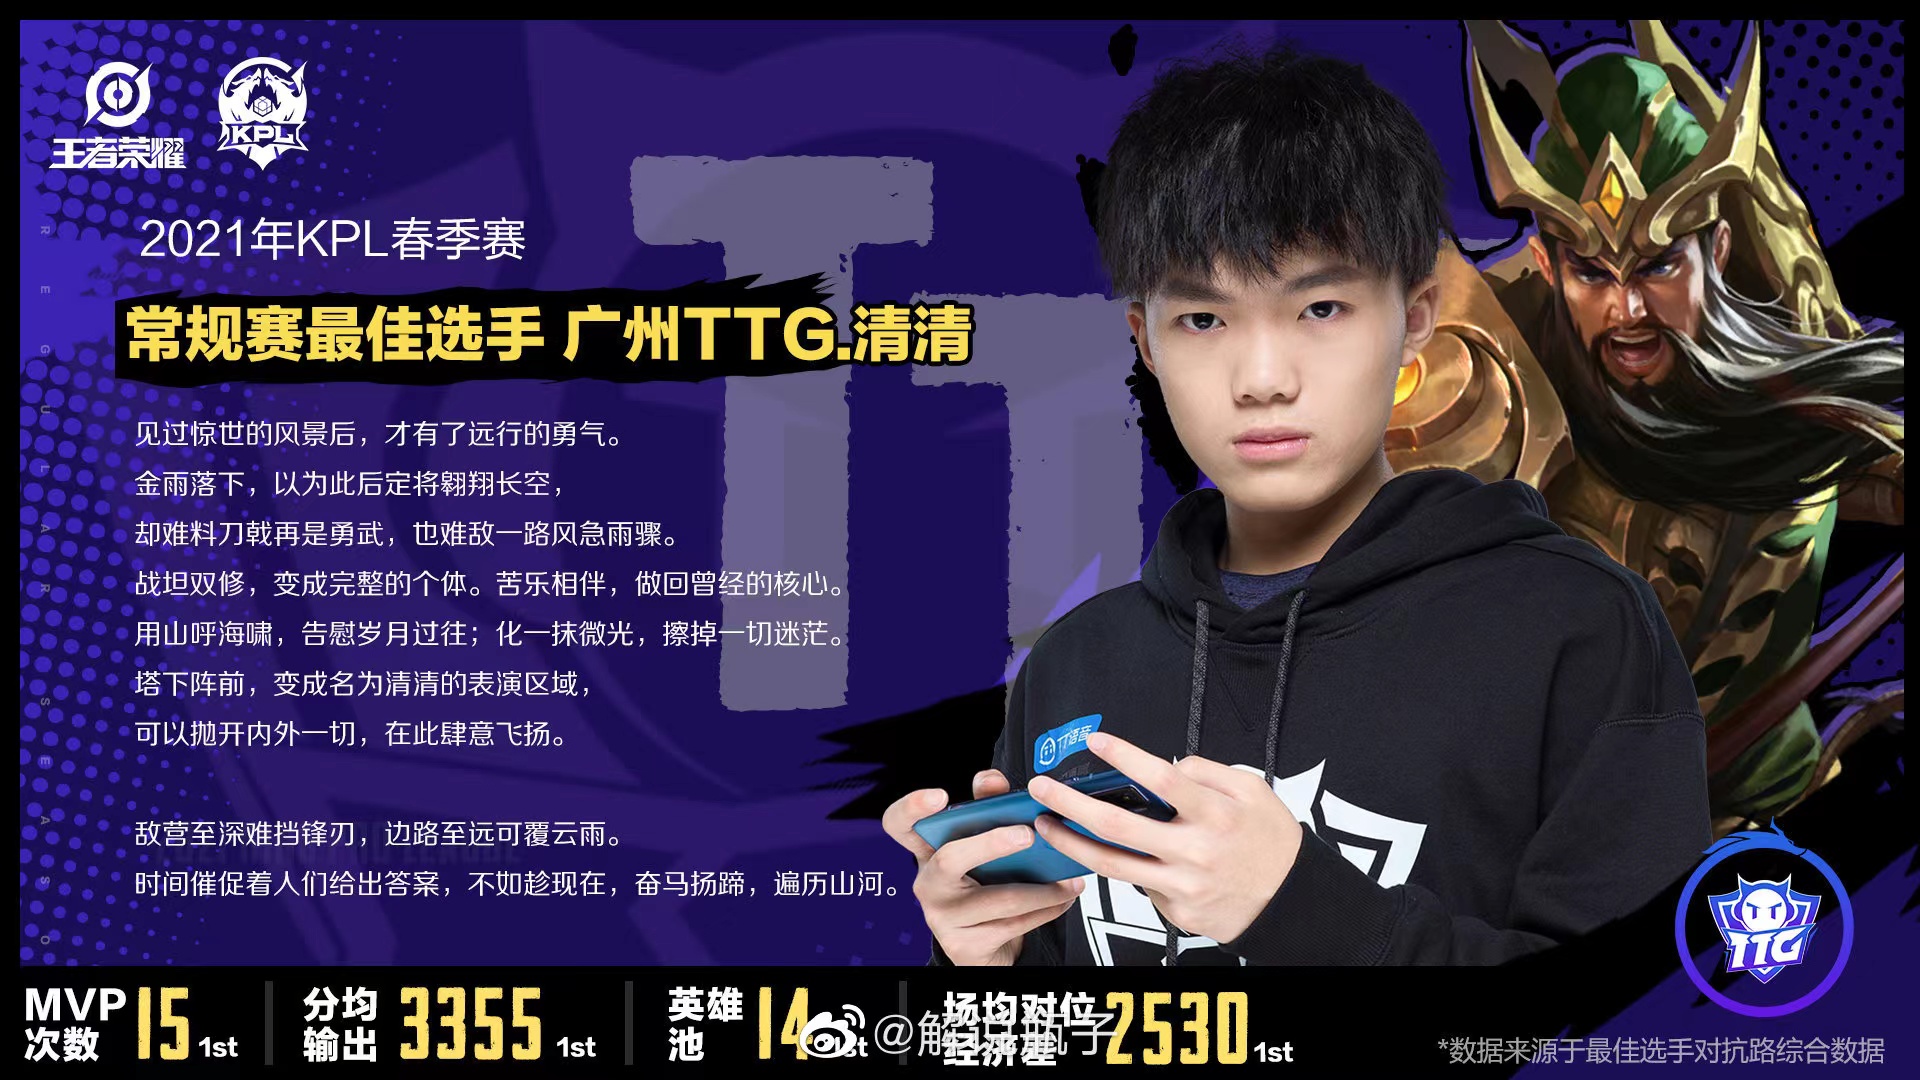 王者荣耀
KPL
2021年KPL春季赛
常规赛最佳选手 广州TTG.清清
见过惊世的风景后，才有了远行的勇气。
金雨落下，以为此后定将翱翔长空，
却难料刀戟再是勇武，也难敌一路风急雨骤。
战坦双修，变成完整的个体。苦乐相伴，做回曾经的核心。
用山呼海啸，告慰岁月过往；化一抹微光，擦掉一切迷茫。
塔下阵前，变成名为清清的表演区域，
可以抛开内外一切，在此肆意飞扬。
敌营至深难挡锋刃，边路至远可覆云雨。
时间催促着人们给出答案，不如趁现在，奋马扬蹄，遍历山河。
REGULAR SEASO
TT
TT语音
TTG
MVP次数 15 1st
分均输出 3355 1st
英雄池 14 1st
场均对位经济差 2530 1st
*数据来源于最佳选手对抗路综合数据